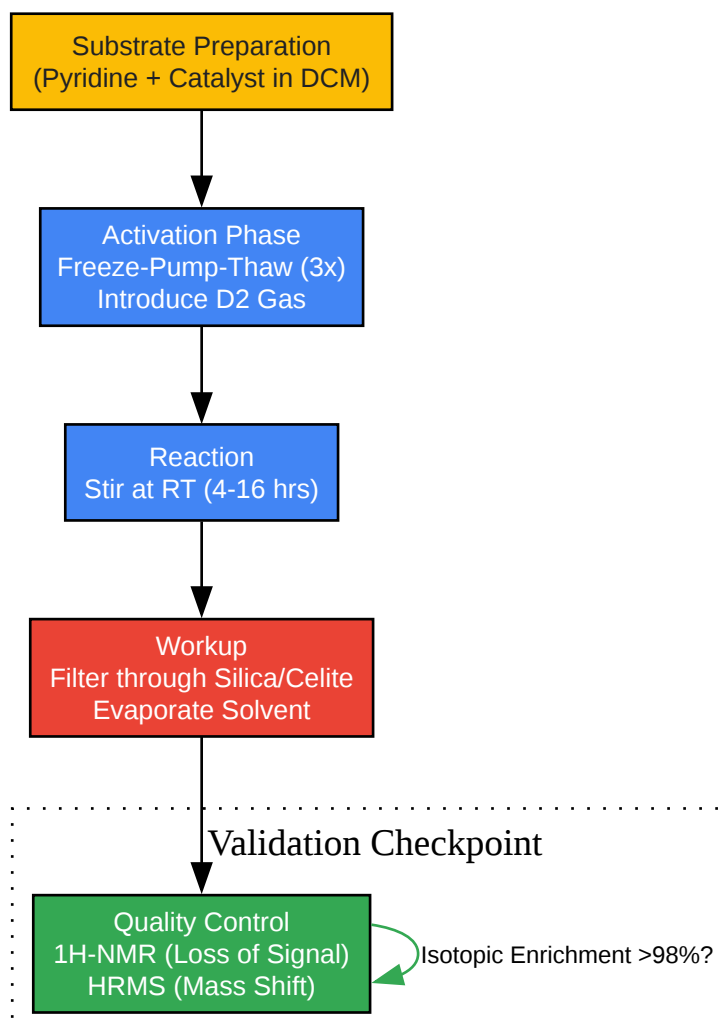 Substrate Preparation
(Pyridine + Catalyst in DCM)
Activation Phase
Freeze-Pump-Thaw (3x)
Introduce D2 Gas
Reaction
Stir at RT (4-16 hrs)
Workup
Filter through Silica/Celite
Evaporate Solvent
Validation Checkpoint
Quality Control
1H-NMR (Loss of Signal)
HRMS (Mass Shift)
Isotopic Enrichment >98%?